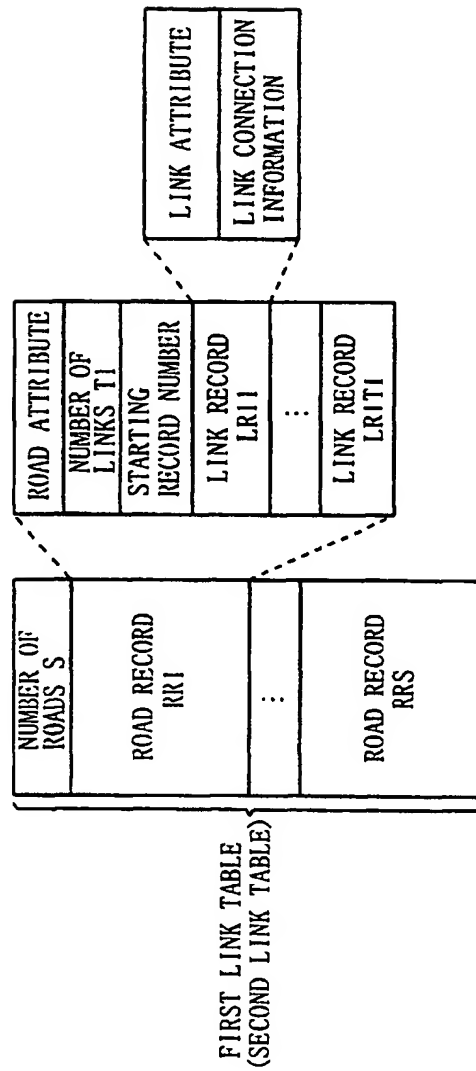 FIRST LINK TABLE
(SECOND LINK TABLE)
NUMBER OF
ROADS S
ROAD RECORD
RR1
...
ROAD RECORD
RRS
ROAD ATTRIBUTE
NUMBER OF
LINKS T1
STARTING
RECORD NUMBER
LINK RECORD
LR11
...
LINK RECORD
LR1T1
LINK ATTRIBUTE
LINK CONNECTION
INFORMATION